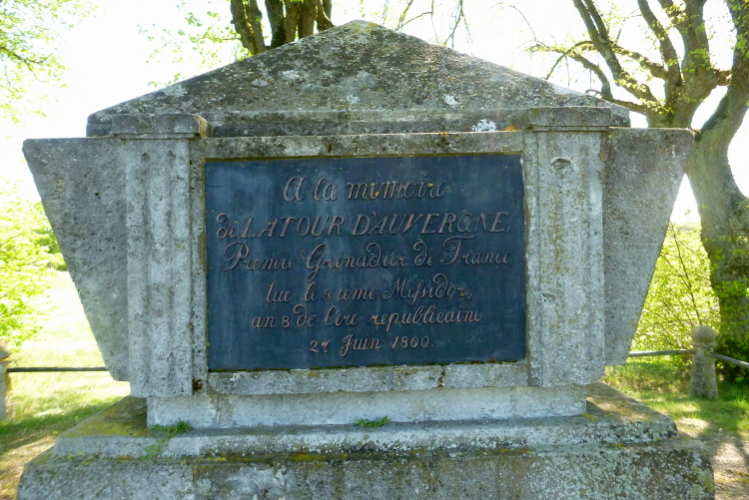 À la mémoire
de LATOUR D'AUVERGNE,
Premier Grenadier de France
tué le 8 eme Messidor,
an 8 de l'ère républicaine
27 Juin 1800.